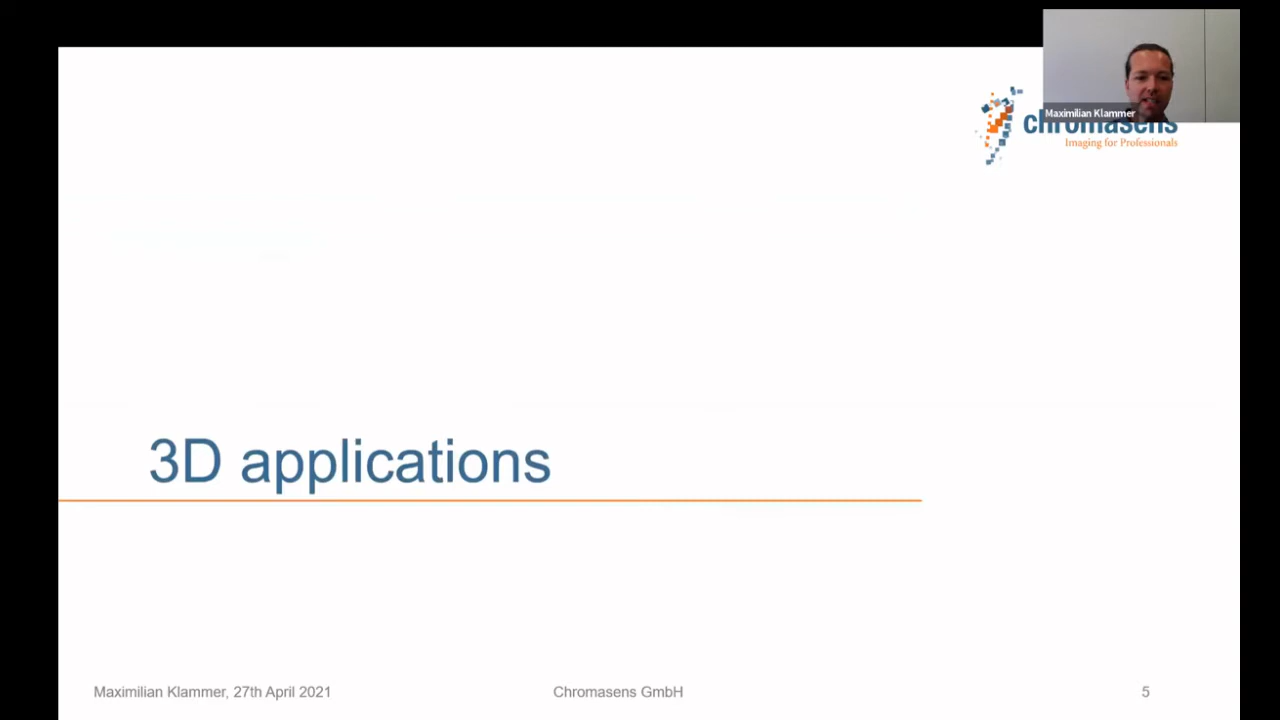 Maximilian Klammer
chromasens
Imaging for Professionals
3D applications
Maximilian Klammer, 27th April 2021
Chromasens GmbH
5